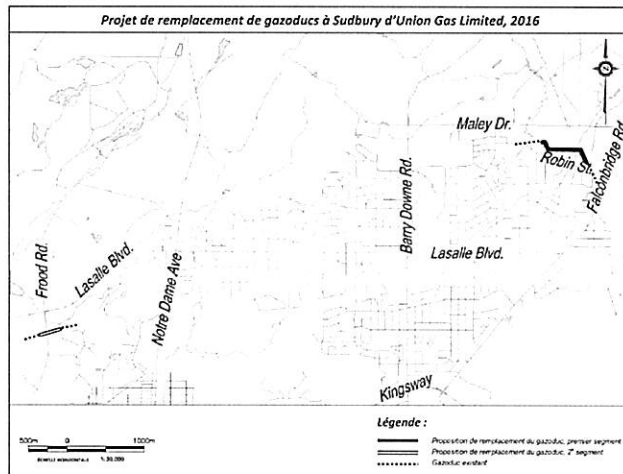 Projet de remplacement de gazoducs à Sudbury d'Union Gas Limited, 2016
Maley Dr.
Robin St.
Falconbridge Rd.
Barry Downe Rd.
Lasalle Blvd.
Frood Rd.
Lasalle Blvd.
Notre Dame Ave
Kingsway
Légende :
Proposition de remplacement du gazoduc, premier segment
Proposition de remplacement du gazoduc, 2e segment
Gazoduc existant
500m 0 1000m